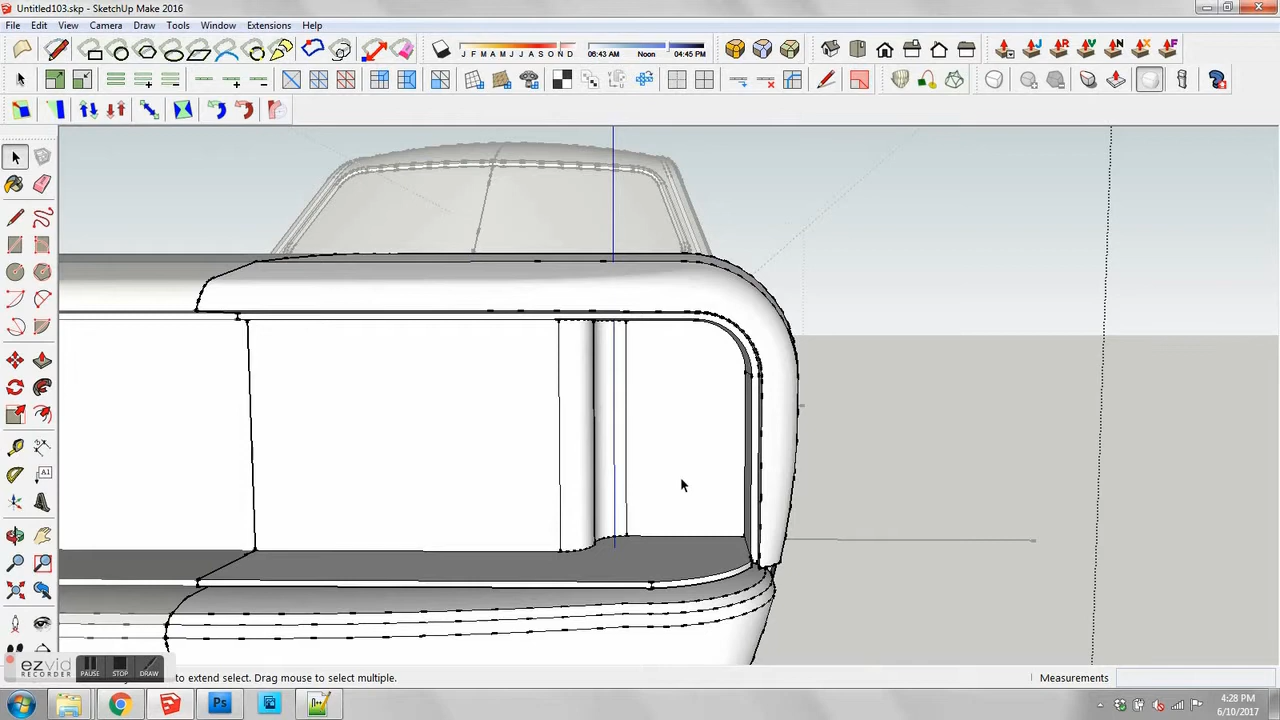 Untitled103.skp - SketchUp Make 2016
File Edit View Camera Draw Tools Window Extensions Help
J F M A M J J A S O N D 06:43 AM Noon 04:45 PM
J R V N X F
A1
to extend select. Drag mouse to select multiple. Measurements
ezvid
RECORDER
PAUSE STOP DRAW
Ps
4:28 PM
6/10/2017